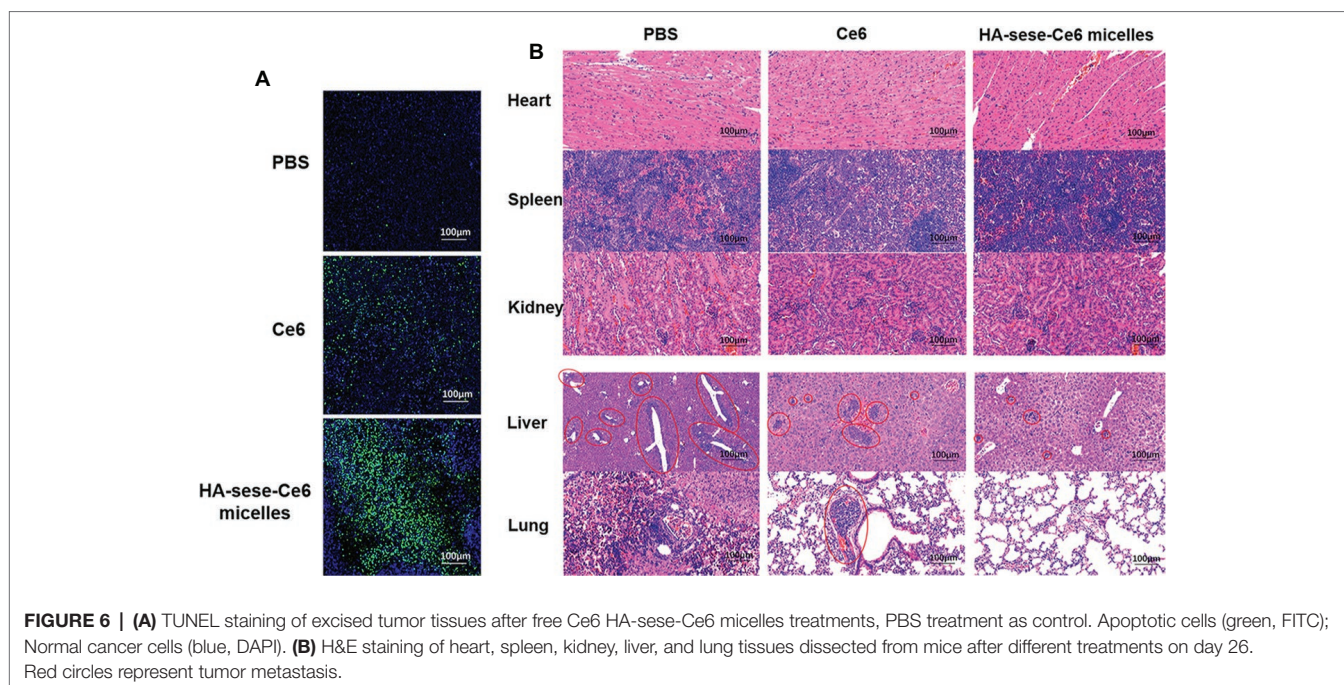 A
PBS
100μm
Ce6
100μm
HA-sese-Ce6
micelles
100μm
B
PBS Ce6 HA-sese-Ce6 micelles
Heart
100μm 100μm 100μm
Spleen
100μm 100μm 100μm
Kidney
100μm 100μm 100μm
Liver
100μm 100μm 100μm
Lung
100μm 100μm 100μm
FIGURE 6 | (A) TUNEL staining of excised tumor tissues after free Ce6 HA-sese-Ce6 micelles treatments, PBS treatment as control. Apoptotic cells (green, FITC);
Normal cancer cells (blue, DAPI). (B) H&E staining of heart, spleen, kidney, liver, and lung tissues dissected from mice after different treatments on day 26.
Red circles represent tumor metastasis.